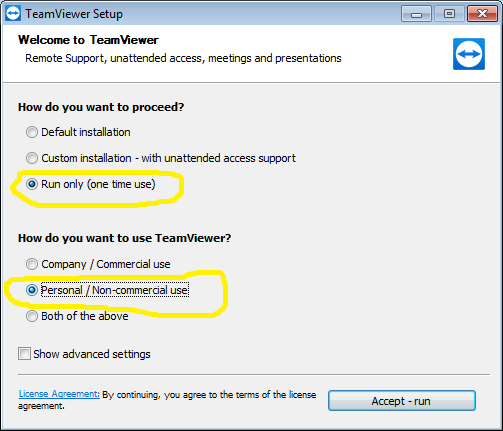 TeamViewer Setup
Welcome to TeamViewer
Remote Support, unattended access, meetings and presentations
How do you want to proceed?
Default installation
Custom installation - with unattended access support
Run only (one time use)
How do you want to use TeamViewer?
Company / Commercial use
Personal / Non-commercial use
Both of the above
Show advanced settings
License Agreement: By continuing, you agree to the terms of the license
agreement.
Accept - run